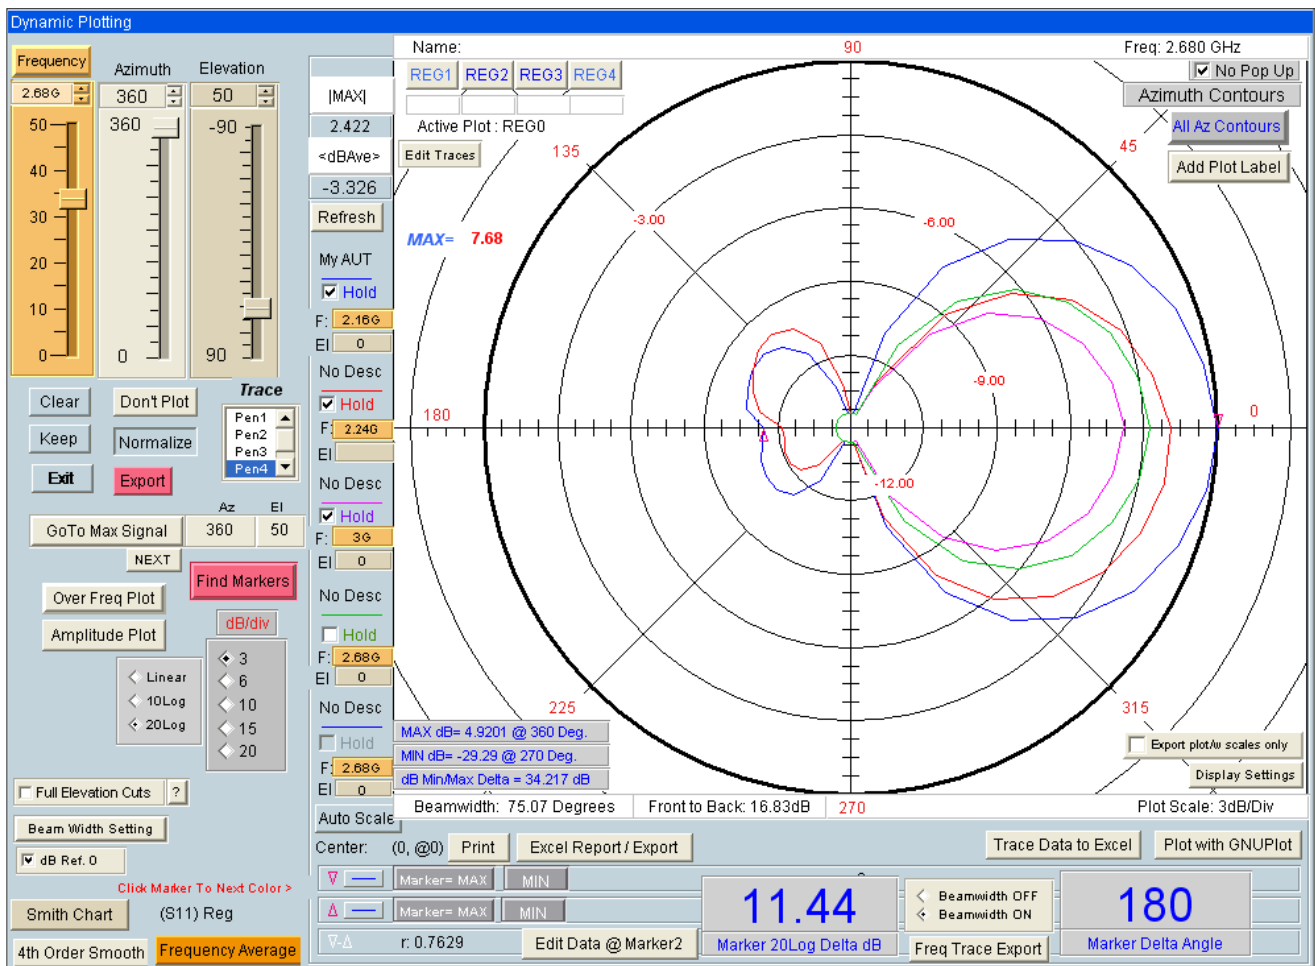 Dynamic Plotting
Frequency
Azimuth
Elevation
2.68G
360
50
50
40
30
20
10
0
360
0
-90
90
Clear
Don't Plot
Keep
Normalize
Exit
Export
Trace
Pen1
Pen2
Pen3
Pen4
Az
El
GoTo Max Signal
360
50
NEXT
Find Markers
Over Freq Plot
Amplitude Plot
dB/div
3
6
10
15
20
Linear
10Log
20Log
Full Elevation Cuts
?
Beam Width Setting
dB Ref. 0
Click Marker To Next Color >
Smith Chart
(S11) Reg
4th Order Smooth
Frequency Average
|MAX|
2.422
<dBAve>
-3.326
Refresh
My AUT
Hold
F: 2.16G
El 0
No Desc
Hold
F: 2.24G
El
No Desc
Hold
F: 3G
El 0
No Desc
Hold
F: 2.68G
El 0
No Desc
Hold
F: 2.68G
El 0
Auto Scale
Name:
90
Freq: 2.680 GHz
REG1
REG2
REG3
REG4
No Pop Up
Azimuth Contours
Active Plot : REG0
All Az Contours
Edit Traces
135
45
Add Plot Label
-3.00
-6.00
MAX= 7.68
-9.00
180
0
-12.00
225
315
MAX dB= 4.9201 @ 360 Deg.
MIN dB= -29.29 @ 270 Deg.
dB Min/Max Delta = 34.217 dB
Export plot/w scales only
Display Settings
Beamwidth: 75.07 Degrees
Front to Back: 16.83dB
270
Plot Scale: 3dB/Div
Center: (0, @0)
Print
Excel Report / Export
Trace Data to Excel
Plot with GNUPlot
Marker= MAX
MIN
Marker= MAX
MIN
r: 0.7629
Edit Data @ Marker2
11.44
Marker 20Log Delta dB
Beamwidth OFF
Beamwidth ON
Freq Trace Export
180
Marker Delta Angle